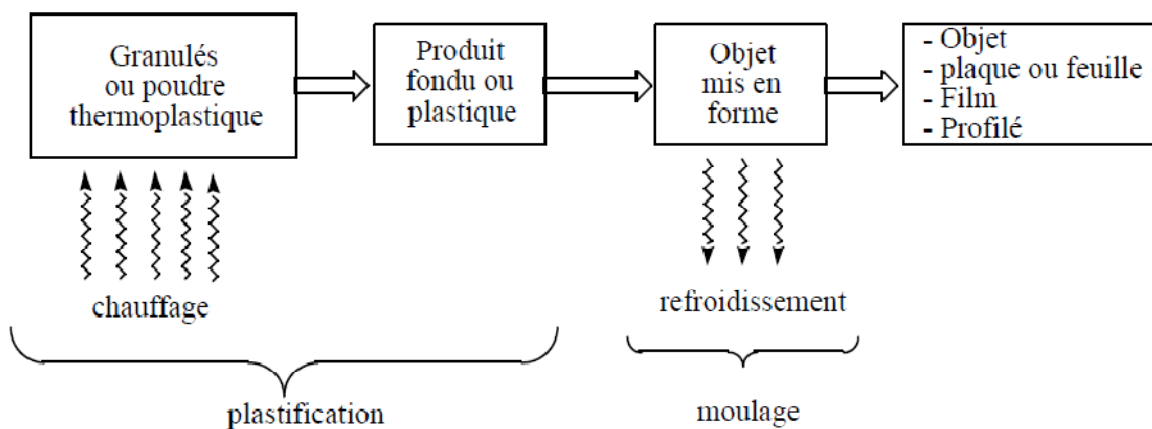 Granulés
ou poudre
thermoplastique
Produit
fondu ou
plastique
Objet
mis en
forme
- Objet
- plaque ou feuille
- Film
- Profilé
chauffage
refroidissement
plastification
moulage